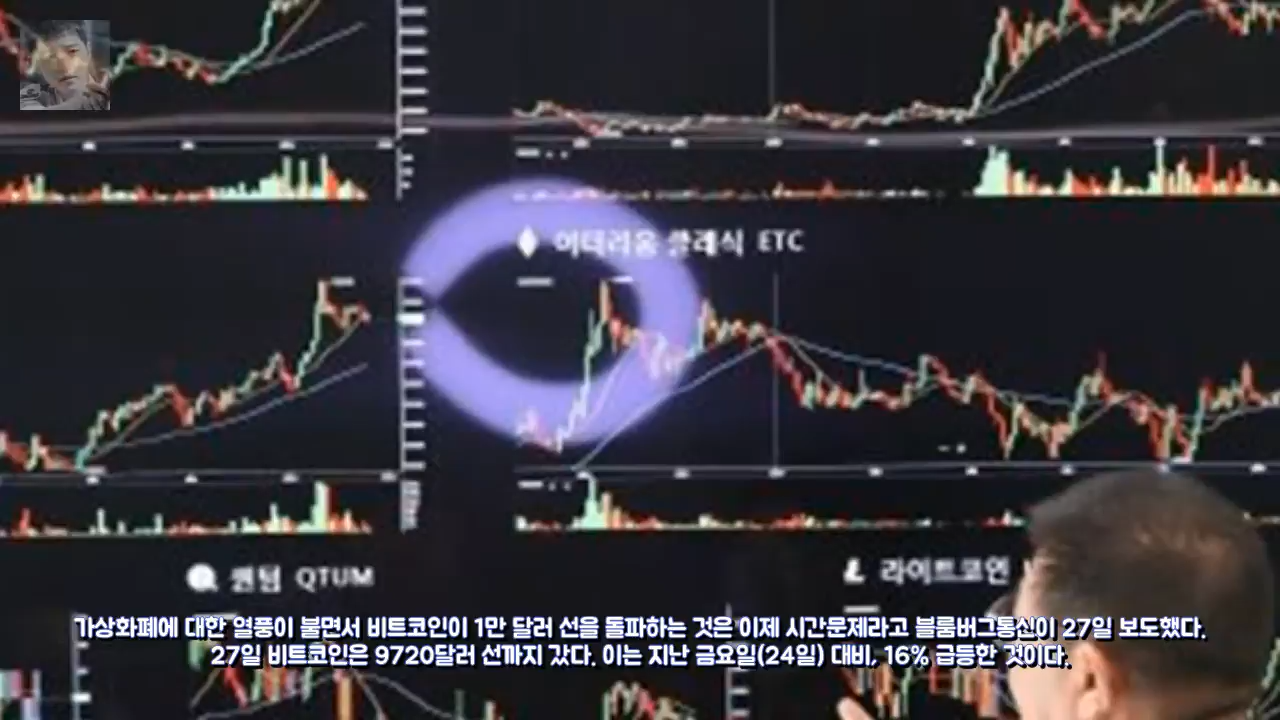 이더리움 클래식 ETC
퀀텀 QTUM
라이트코인
가상화폐에 대한 열풍이 불면서 비트코인이 1만 달러 선을 돌파하는 것은 이제 시간문제라고 블룸버그통신이 27일 보도했다.
27일 비트코인은 9720달러 선까지 갔다. 이는 지난 금요일(24일) 대비, 16% 급등한 것이다.